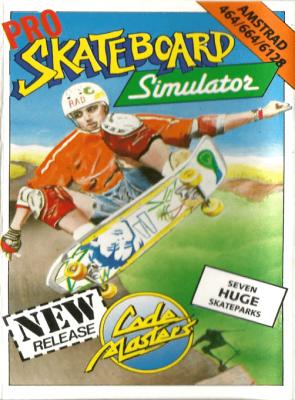 PRO
SKATEBOARD
Simulator
AMSTRAD
464/664/6128
RAD
SEVEN
HUGE
SKATEPARKS
NEW
RELEASE
Code
Masters